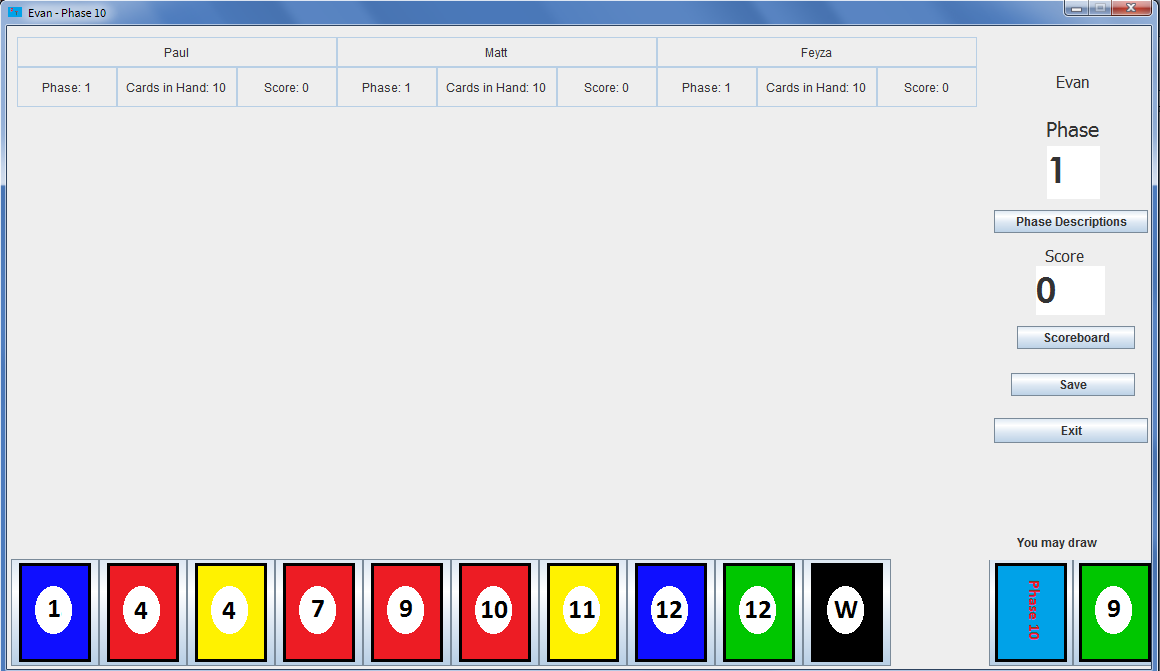 Evan - Phase 10
Paul Matt Feyza
Phase: 1 Cards in Hand: 10 Score: 0 Phase: 1 Cards in Hand: 10 Score: 0 Phase: 1 Cards in Hand: 10 Score: 0
Evan
Phase
1
Phase Descriptions
Score
0
Scoreboard
Save
Exit
You may draw
1 4 4 7 9 10 11 12 12 W Phase 10 9